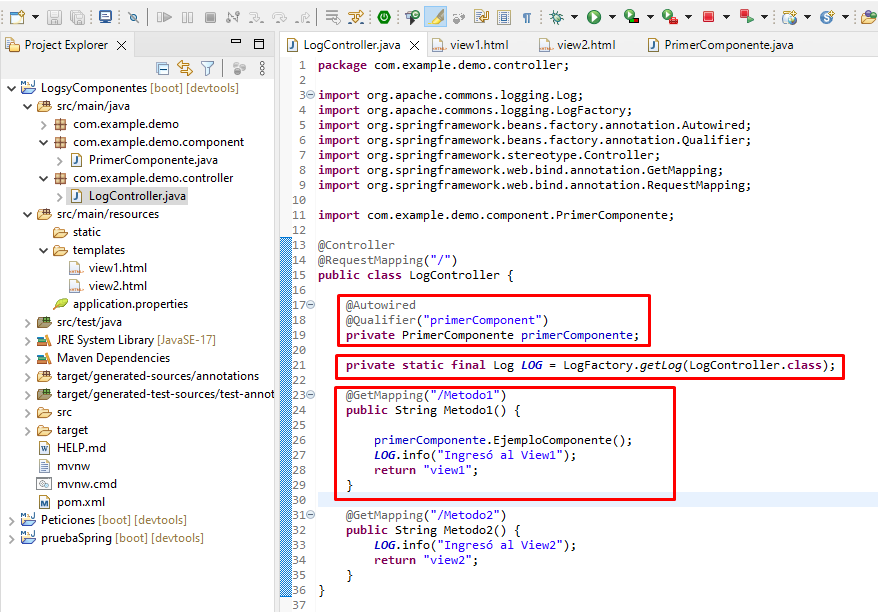 Project Explorer
LogsyComponentes [boot] [devtools]
src/main/java
com.example.demo
com.example.demo.component
PrimerComponente.java
com.example.demo.controller
LogController.java
src/main/resources
static
templates
view1.html
view2.html
application.properties
src/test/java
JRE System Library [JavaSE-17]
Maven Dependencies
target/generated-sources/annotations
target/generated-test-sources/test-annot
src
target
HELP.md
mvnw
mvnw.cmd
pom.xml
Peticiones [boot] [devtools]
pruebaSpring [boot] [devtools]
LogController.java view1.html view2.html PrimerComponente.java
1 package com.example.demo.controller;
2
3 import org.apache.commons.logging.Log;
4 import org.apache.commons.logging.LogFactory;
5 import org.springframework.beans.factory.annotation.Autowired;
6 import org.springframework.beans.factory.annotation.Qualifier;
7 import org.springframework.stereotype.Controller;
8 import org.springframework.web.bind.annotation.GetMapping;
9 import org.springframework.web.bind.annotation.RequestMapping;
10
11 import com.example.demo.component.PrimerComponente;
12
13 @Controller
14 @RequestMapping("/")
15 public class LogController {
16
17 @Autowired
18 @Qualifier("primerComponent")
19 private PrimerComponente primerComponente;
20
21 private static final Log LOG = LogFactory.getLog(LogController.class);
22
23 @GetMapping("/Metodo1")
24 public String Metodo1() {
25
26 primerComponente.EjemploComponente();
27 LOG.info("Ingresó al View1");
28 return "view1";
29 }
30
31 @GetMapping("/Metodo2")
32 public String Metodo2() {
33 LOG.info("Ingresó al View2");
34 return "view2";
35 }
36 }
37